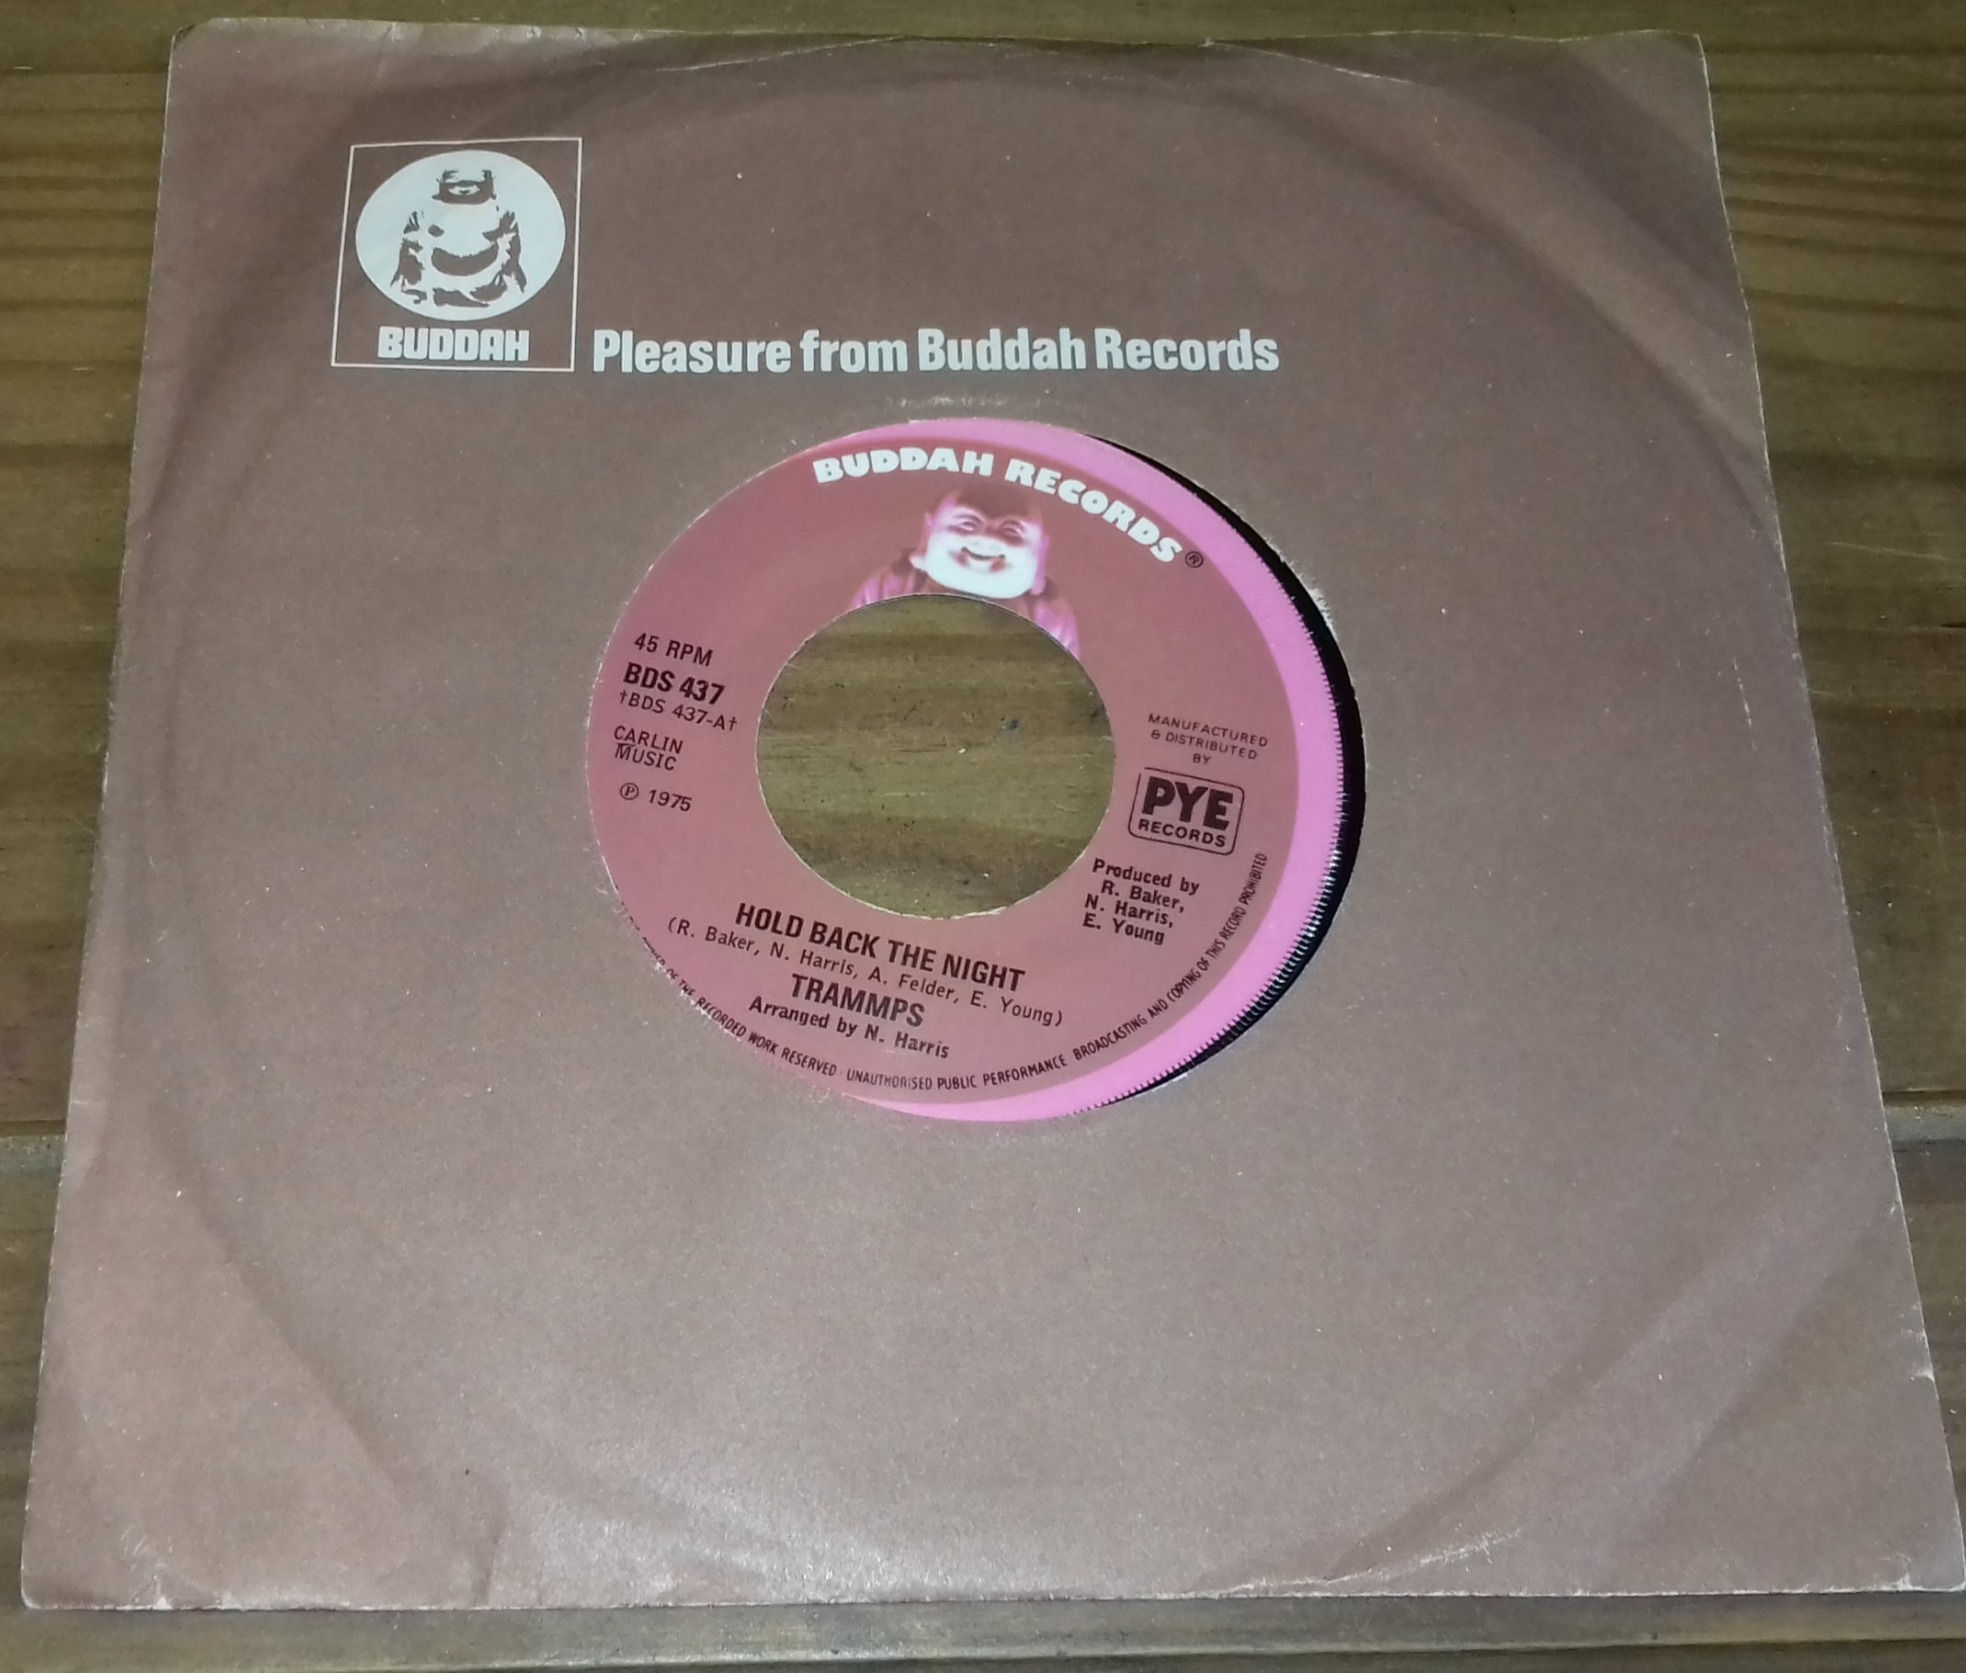 BUDDAH
Pleasure from Buddah Records
BUDDAH RECORDS ®
45 RPM
BDS 437
†BDS 437-A†
CARLIN
MUSIC
Ⓟ 1975
MANUFACTURED
& DISTRIBUTED
BY
PYE
RECORDS
Produced by
R. Baker,
N. Harris,
E. Young
HOLD BACK THE NIGHT
(R. Baker, N. Harris, A. Felder, E. Young)
TRAMMPS
Arranged by N. Harris
OF THE RECORDED WORK RESERVED · UNAUTHORISED PUBLIC PERFORMANCE BROADCASTING AND COPYING OF THIS RECORD PROHIBITED